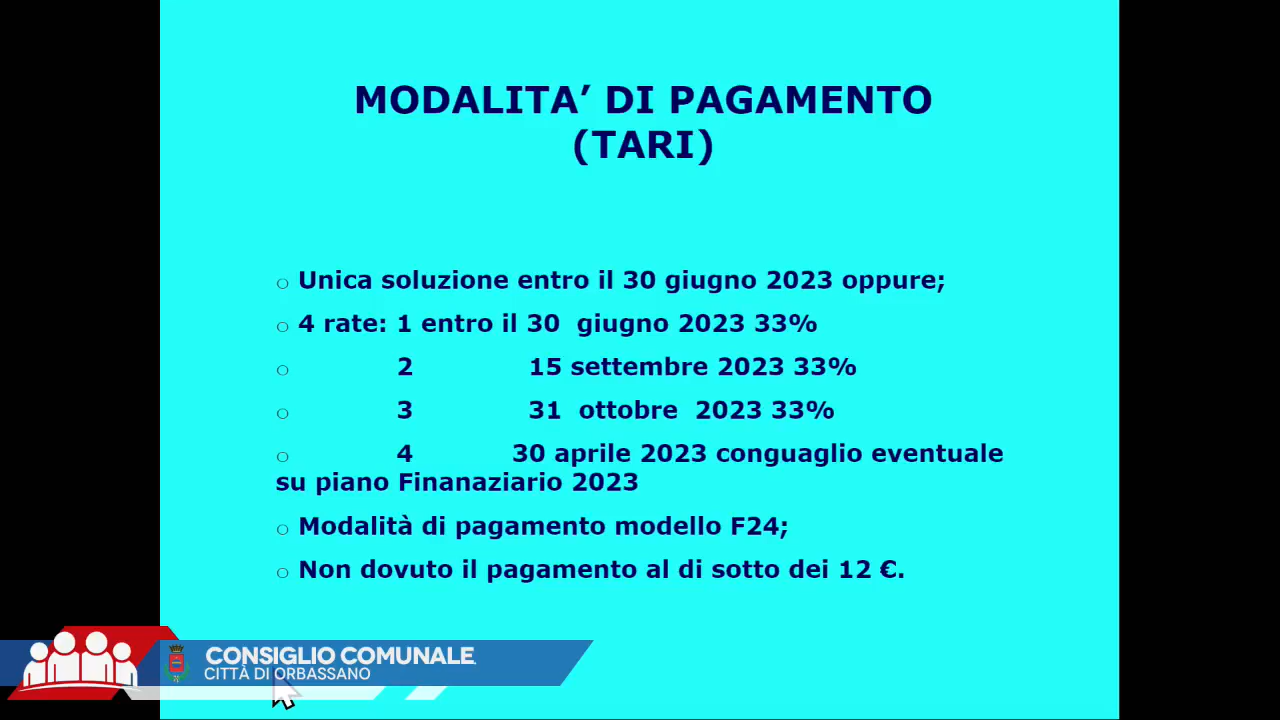 MODALITA’ DI PAGAMENTO
(TARI)
○ Unica soluzione entro il 30 giugno 2023 oppure;
○ 4 rate: 1 entro il 30 giugno 2023 33%
○ 2 15 settembre 2023 33%
○ 3 31 ottobre 2023 33%
○ 4 30 aprile 2023 conguaglio eventuale
su piano Finanaziario 2023
○ Modalità di pagamento modello F24;
○ Non dovuto il pagamento al di sotto dei 12 €.
CONSIGLIO COMUNALE
CITTÀ DI ORBASSANO